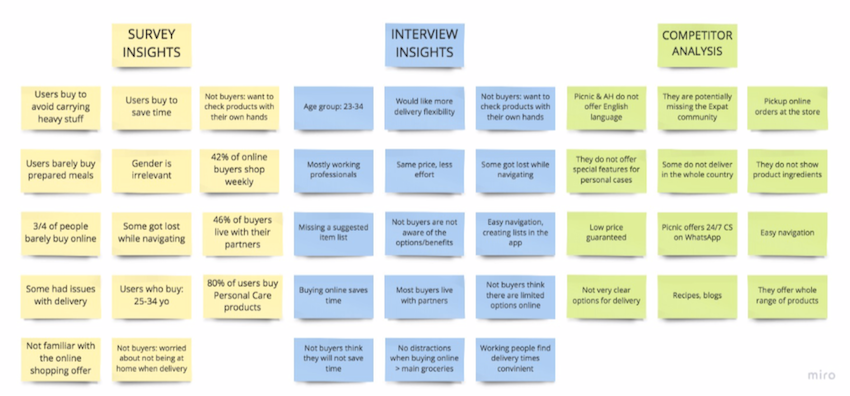 SURVEY
INSIGHTS
Users buy to
avoid carrying
heavy stuff
Users buy to
save time
Not buyers: want to
check products with
their own hands
Users barely buy
prepared meals
Gender is
irrelevant
42% of online
buyers shop
weekly
3/4 of people
barely buy online
Some got lost
while navigating
46% of buyers
live with their
partners
Some had issues
with delivery
Users who buy:
25-34 yo
80% of users buy
Personal Care
products
Not familiar with
the online
shopping offer
Not buyers: worried
about not being at
home when delivery
INTERVIEW
INSIGHTS
Age group: 23-34
Would like more
delivery flexibility
Not buyers: want to
check products with
their own hands
Mostly working
professionals
Same price, less
effort
Some got lost while
navigating
Missing a suggested
item list
Not buyers are not
aware of the
options/benefits
Easy navigation,
creating lists in the
app
Buying online saves
time
Most buyers live
with partners
Not buyers think
there are limited
options online
Not buyers think
they will not save
time
No distractions
when buying online
> main groceries
Working people find
delivery times
convinient
COMPETITOR
ANALYSIS
Picnic & AH do not
offer English
language
They are potentially
missing the Expat
community
Pickup online
orders at the store
They do not offer
special features for
personal cases
Some do not deliver
in the whole country
They do not show
product ingredients
Low price
guaranteed
Picnic offers 24/7 CS
on WhatsApp
Easy navigation
Not very clear
options for delivery
Recipes, blogs
They offer whole
range of products
miro